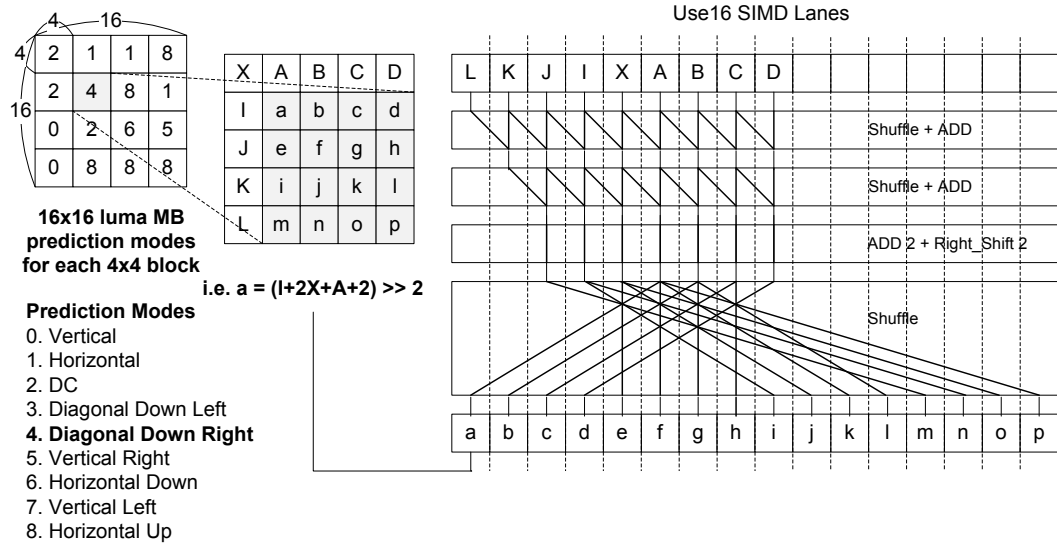 Use16 SIMD Lanes
4 16
4 2 1 1 8
2 4 8 1
16
0 2 6 5
0 8 8 8
X A B C D
I a b c d
J e f g h
K i j k l
L m n o p
L K J I X A B C D
Shuffle + ADD
Shuffle + ADD
ADD 2 + Right_Shift 2
Shuffle
a b c d e f g h i j k l m n o p
16x16 luma MB
prediction modes
for each 4x4 block
i.e. a = (I+2X+A+2) >> 2
Prediction Modes
0. Vertical
1. Horizontal
2. DC
3. Diagonal Down Left
4. Diagonal Down Right
5. Vertical Right
6. Horizontal Down
7. Vertical Left
8. Horizontal Up